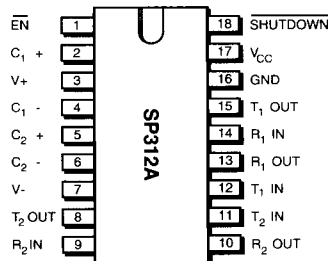 EN 1 18 SHUTDOWN
C1 + 2 17 VCC
V+ 3 16 GND
C1 - 4 15 T1 OUT
C2 + 5 14 R1 IN
C2 - 6 13 R1 OUT
V- 7 12 T1 IN
T2 OUT 8 11 T2 IN
R2 IN 9 10 R2 OUT
SP312A